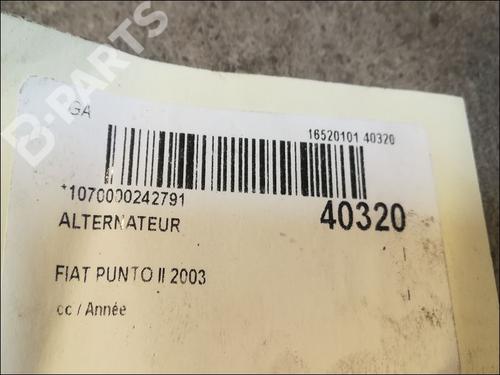 B-PARTS
GA
16520101 40320
*1070000242791
40320
ALTERNATEUR
FIAT PUNTO II 2003
cc / Année